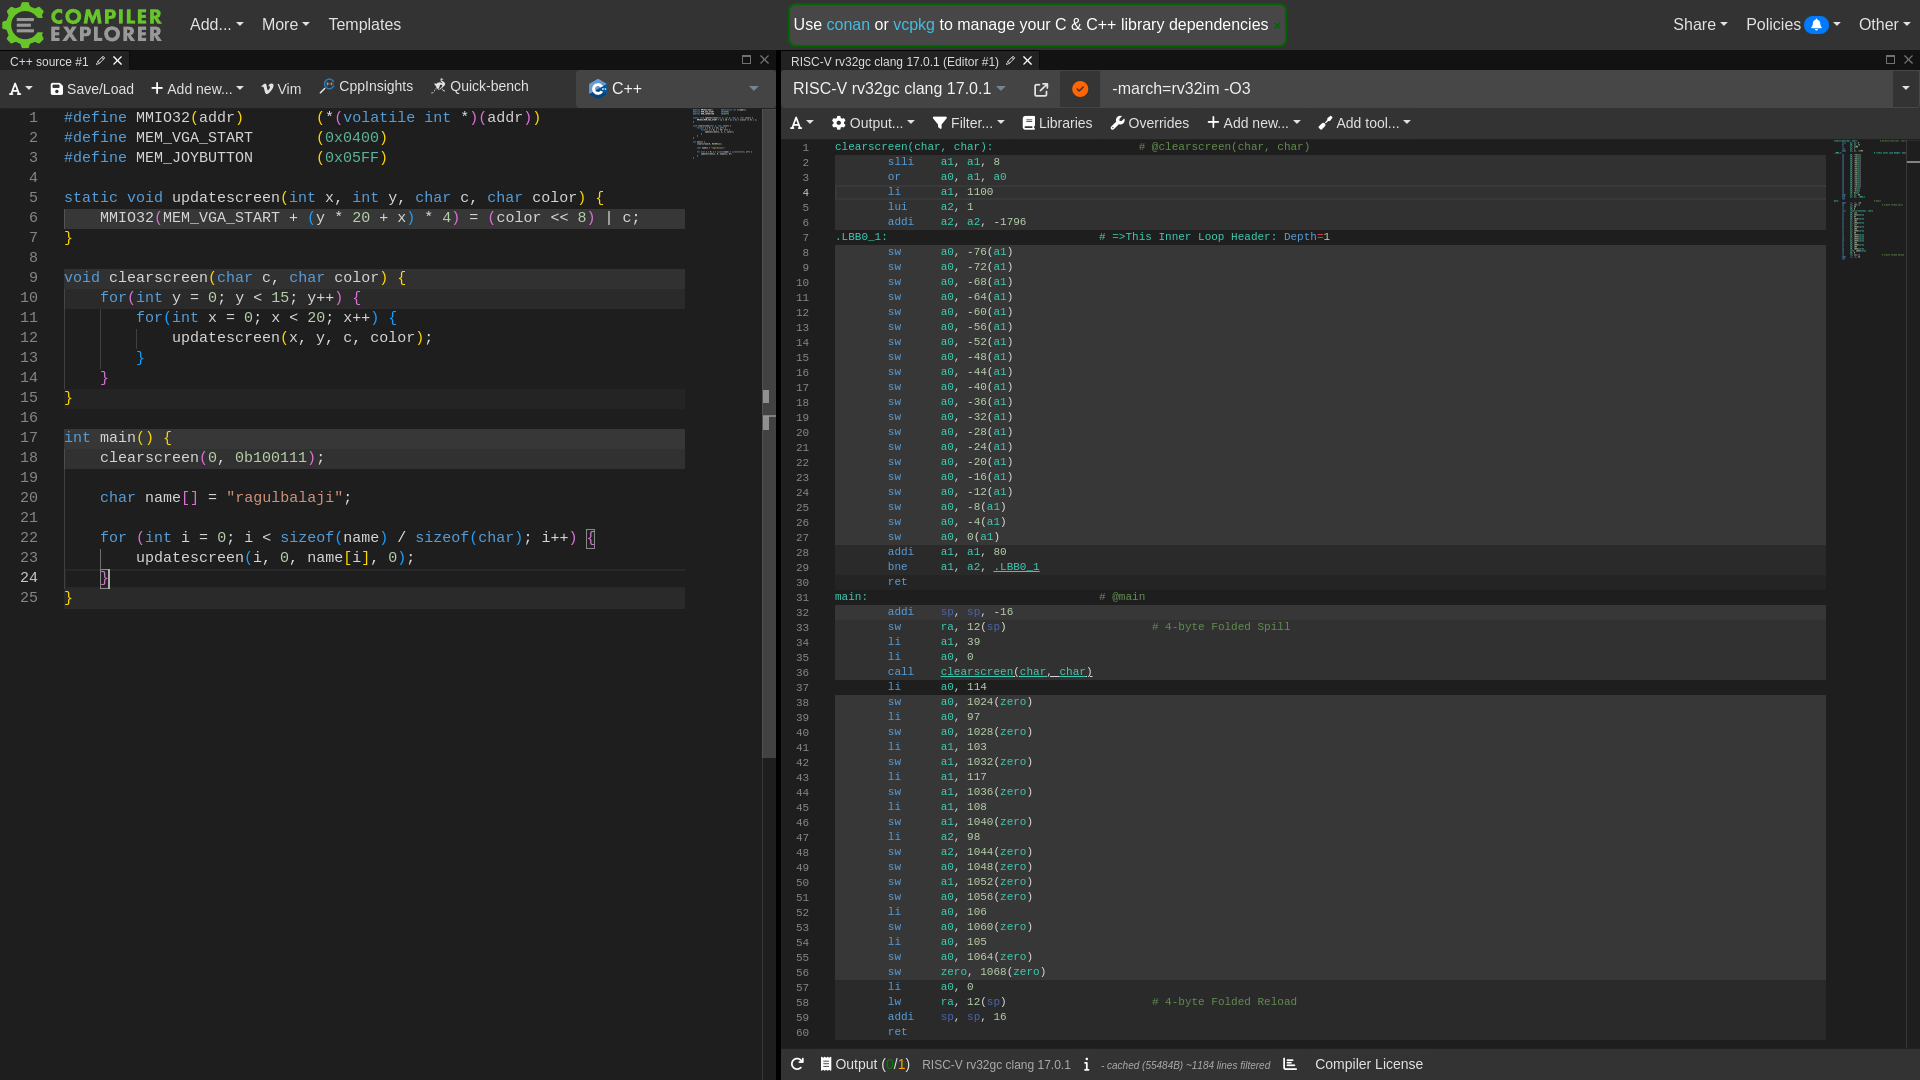 COMPILER EXPLORER Add... More Templates Use conan or vcpkg to manage your C & C++ library dependencies × Share Policies Other
C++ source #1
A Save/Load Add new... Vim CppInsights Quick-bench C++
1 #define MMIO32(addr) (*(volatile int *)(addr))
2 #define MEM_VGA_START (0x0400)
3 #define MEM_JOYBUTTON (0x05FF)
4
5 static void updatescreen(int x, int y, char c, char color) {
6 MMIO32(MEM_VGA_START + (y * 20 + x) * 4) = (color << 8) | c;
7 }
8
9 void clearscreen(char c, char color) {
10 for(int y = 0; y < 15; y++) {
11 for(int x = 0; x < 20; x++) {
12 updatescreen(x, y, c, color);
13 }
14 }
15 }
16
17 int main() {
18 clearscreen(0, 0b100111);
19
20 char name[] = "ragulbalaji";
21
22 for (int i = 0; i < sizeof(name) / sizeof(char); i++) {
23 updatescreen(i, 0, name[i], 0);
24 }
25 }
RISC-V rv32gc clang 17.0.1 (Editor #1)
RISC-V rv32gc clang 17.0.1 -march=rv32im -O3
A Output... Filter... Libraries Overrides Add new... Add tool...
1 clearscreen(char, char): # @clearscreen(char, char)
2 slli a1, a1, 8
3 or a0, a1, a0
4 li a1, 1100
5 lui a2, 1
6 addi a2, a2, -1796
7 .LBB0_1: # =>This Inner Loop Header: Depth=1
8 sw a0, -76(a1)
9 sw a0, -72(a1)
10 sw a0, -68(a1)
11 sw a0, -64(a1)
12 sw a0, -60(a1)
13 sw a0, -56(a1)
14 sw a0, -52(a1)
15 sw a0, -48(a1)
16 sw a0, -44(a1)
17 sw a0, -40(a1)
18 sw a0, -36(a1)
19 sw a0, -32(a1)
20 sw a0, -28(a1)
21 sw a0, -24(a1)
22 sw a0, -20(a1)
23 sw a0, -16(a1)
24 sw a0, -12(a1)
25 sw a0, -8(a1)
26 sw a0, -4(a1)
27 sw a0, 0(a1)
28 addi a1, a1, 80
29 bne a1, a2, .LBB0_1
30 ret
31 main: # @main
32 addi sp, sp, -16
33 sw ra, 12(sp) # 4-byte Folded Spill
34 li a1, 39
35 li a0, 0
36 call clearscreen(char, char)
37 li a0, 114
38 sw a0, 1024(zero)
39 li a0, 97
40 sw a0, 1028(zero)
41 li a1, 103
42 sw a1, 1032(zero)
43 li a1, 117
44 sw a1, 1036(zero)
45 li a1, 108
46 sw a1, 1040(zero)
47 li a2, 98
48 sw a2, 1044(zero)
49 sw a0, 1048(zero)
50 sw a1, 1052(zero)
51 sw a0, 1056(zero)
52 li a0, 106
53 sw a0, 1060(zero)
54 li a0, 105
55 sw a0, 1064(zero)
56 sw zero, 1068(zero)
57 li a0, 0
58 lw ra, 12(sp) # 4-byte Folded Reload
59 addi sp, sp, 16
60 ret
Output (0/1) RISC-V rv32gc clang 17.0.1 i - cached (55484B) ~1184 lines filtered Compiler License